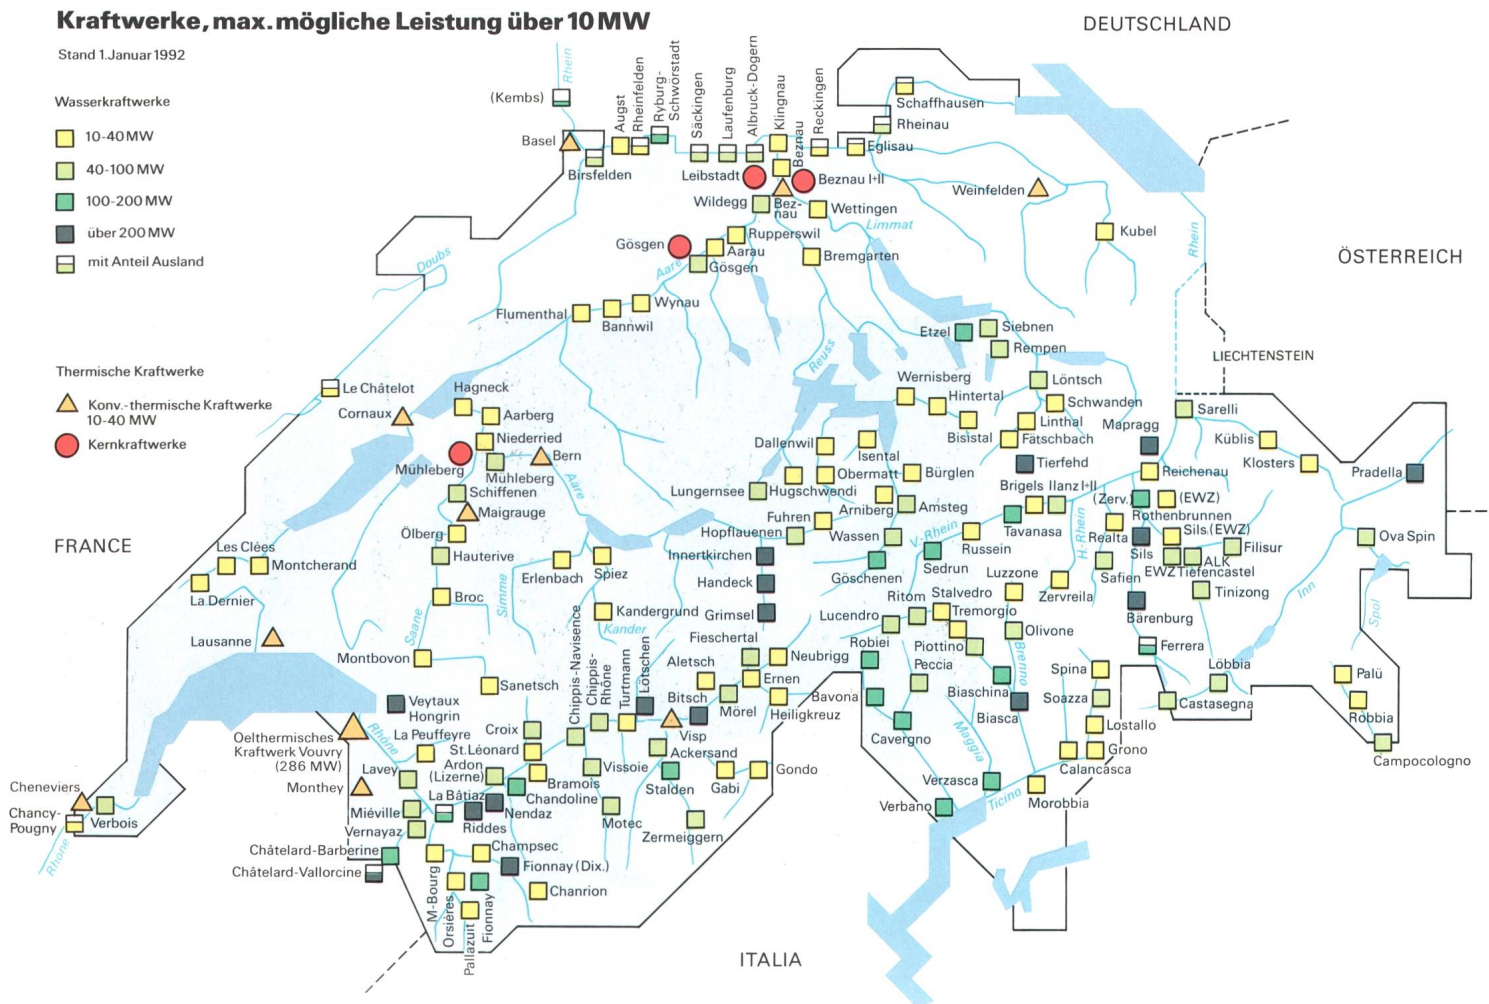 Kraftwerke, max. mögliche Leistung über 10 MW
DEUTSCHLAND
Stand 1. Januar 1992
Wasserkraftwerke
10-40 MW
40-100 MW
100-200 MW
über 200 MW
mit Anteil Ausland
Thermische Kraftwerke
Konv.-thermische Kraftwerke
10-40 MW
Kernkraftwerke
Rhein
(Kembs)
Basel
Birsfelden
Augst
Rheinfelden
Ryburg-
Schwörstadt
Säckingen
Laufenburg
Albruck-Dogern
Klingnau
Beznau
Reckingen
Schaffhausen
Rheinau
Eglisau
Leibstadt
Beznau I+II
Weinfelden
Wildegg
Bez-
nau
Wettingen
Limmat
Kubel
Rhein
ÖSTERREICH
Doubs
Gösgen
Rupperswil
Aarau
Gösgen
Aare
Bremgarten
Flumenthal
Bannwil
Wynau
Reuss
Etzel
Siebnen
Rempen
LIECHTENSTEIN
Le Châtelot
Cornaux
Hagneck
Aarberg
Niederried
Mühleberg
Mühleberg
Bern
Aare
Schiffenen
Maigrauge
Ölberg
Hauterive
Broc
Saane
Simme
Wernisberg
Hintertal
Bisistal
Löntsch
Schwanden
Linthal
Fätschbach
Tierfehd
Mapragg
Sarelli
Küblis
Klosters
Pradella
Dallenwil
Isental
Obermatt
Bürglen
Lungernsee
Hugschwendi
Arniberg
Amsteg
Fuhren
Hopflauenen
Wassen
Brigels
Ilanz I+II
Reichenau
(Zerv.)
(EWZ)
Rothenbrunnen
Tavanasa
V.-Rhein
H.-Rhein
Realta
Sils (EWZ)
Sils
Filisur
Ova Spin
FRANCE
Les Clées
Montcherand
La Dernier
Lausanne
Erlenbach
Spiez
Kandergrund
Kander
Innertkirchen
Handeck
Grimsel
Göschenen
Sedrun
Russein
Luzzone
Zervreila
Safien
ALK
EWZ
Tiefencastel
Tinizong
Inn
Spol
Bärenburg
Ferrera
Löbbia
Castasegna
Palü
Robbia
Campocologno
Montbovon
Sanetsch
Lucendro
Ritom
Stalvedro
Tremorgio
Olivone
Piottino
Robiei
Peccia
Biaschina
Brenno
Biasca
Spina
Soazza
Lostallo
Grono
Calancasca
Bavona
Cavergno
Maggia
Verzasca
Verbano
Ticino
Morobbia
Fieschertal
Neubrigg
Aletsch
Ernen
Bitsch
Mörel
Heiligkreuz
Chippis-Navisence
Chippis-
Rhône
Turtmann
Lötschen
Visp
Ackersand
Stalden
Gabi
Gondo
Zermeiggern
Vissoie
Motec
Veytaux
Hongrin
La Peuffeyre
Croix
St.Léonard
Ardon
(Lizerne)
Bramois
Chandoline
Nendaz
La Bâtiaz
Riddes
Lavey
Rhône
Oelthermisches
Kraftwerk Vouvry
(286 MW)
Monthey
Miéville
Vernayaz
Châtelard-Barberine
Châtelard-Vallorcine
Champsec
Fionnay (Dix.)
Chanrion
M-Bourg
Orsières
Pallazuit
Fionnay
Cheneviers
Chancy-
Pougny
Verbois
Rhone
ITALIA